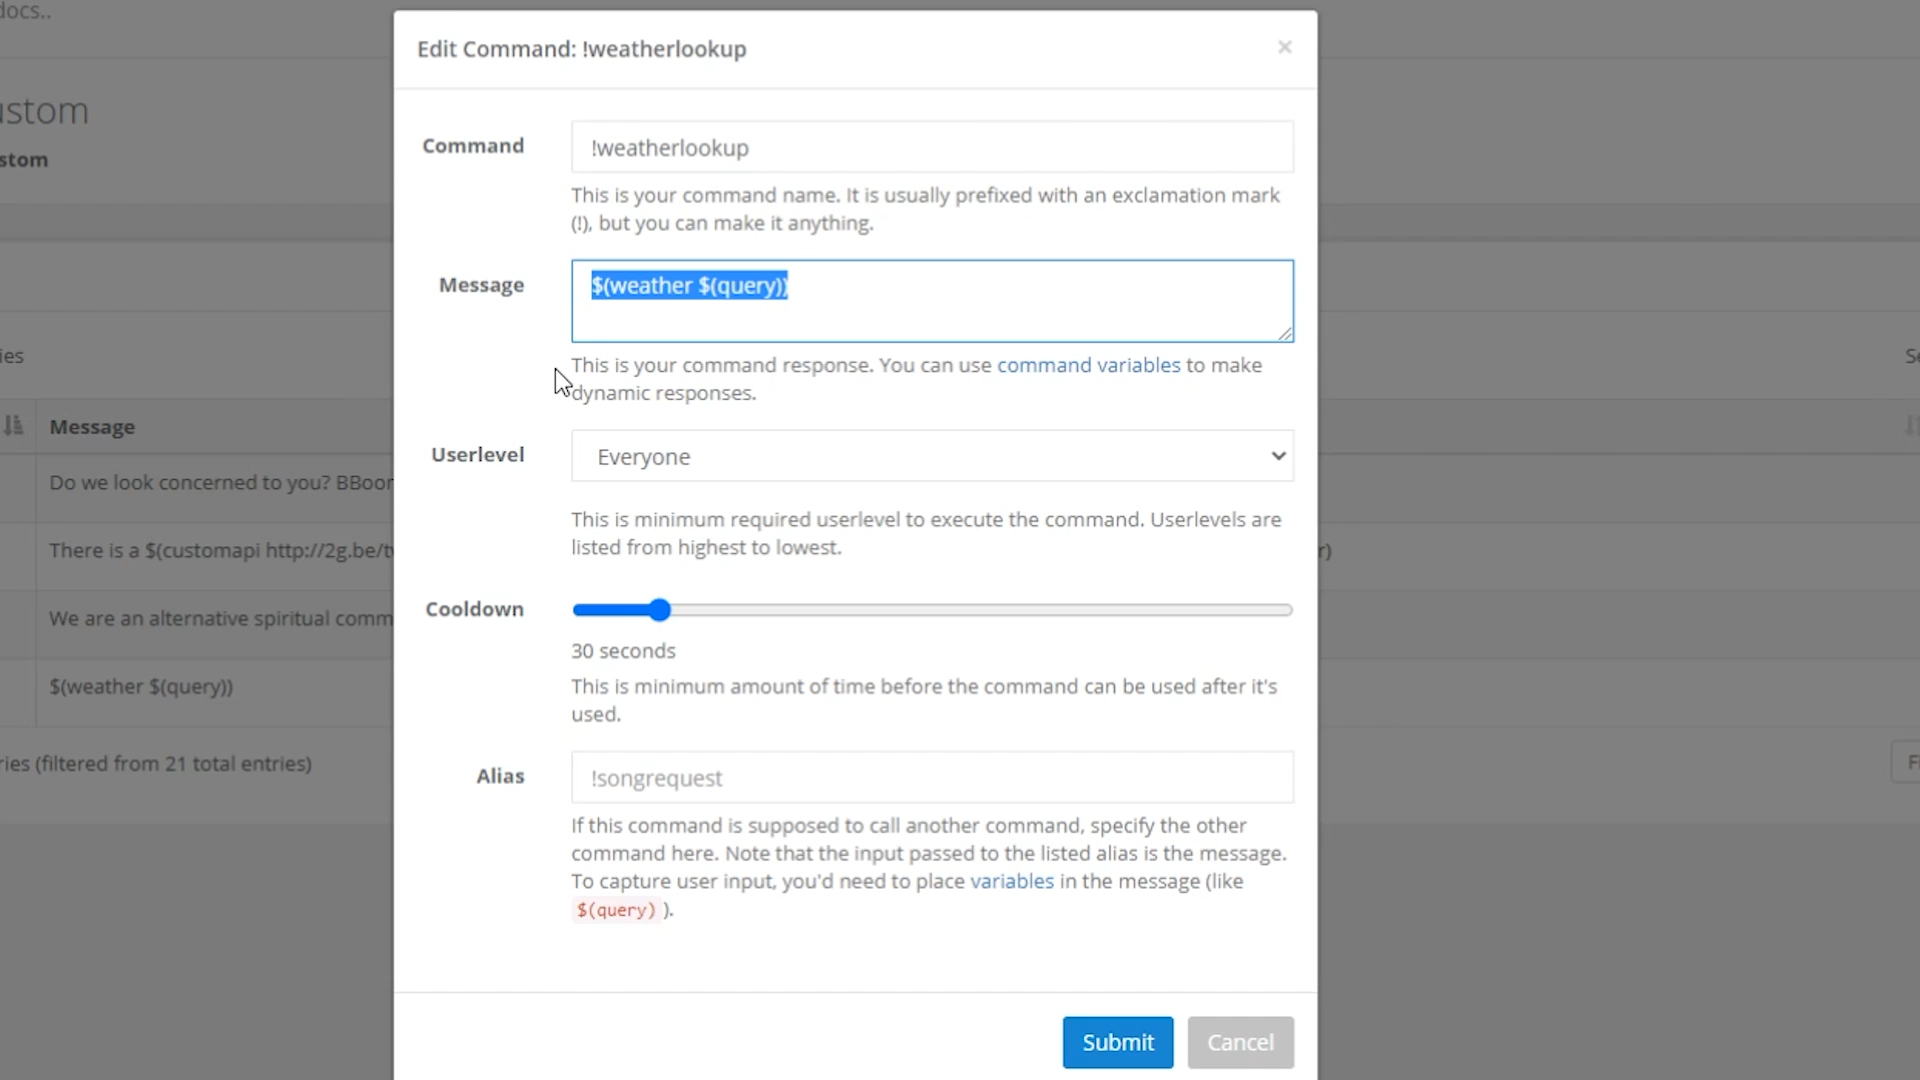 docs..
Edit Command: !weatherlookup
×
ustom
stom
Command
!weatherlookup
This is your command name. It is usually prefixed with an exclamation mark
(!), but you can make it anything.
Message
$(weather $(query))
This is your command response. You can use command variables to make
dynamic responses.
ies
Se
Message
Userlevel
Everyone
Do we look concerned to you? BBoor
This is minimum required userlevel to execute the command. Userlevels are
listed from highest to lowest.
There is a $(customapi http://2g.be/tw
r)
Cooldown
30 seconds
We are an alternative spiritual comm
This is minimum amount of time before the command can be used after it's
used.
$(weather $(query))
ries (filtered from 21 total entries)
Fi
Alias
!songrequest
If this command is supposed to call another command, specify the other
command here. Note that the input passed to the listed alias is the message.
To capture user input, you'd need to place variables in the message (like
$(query) ).
Submit
Cancel